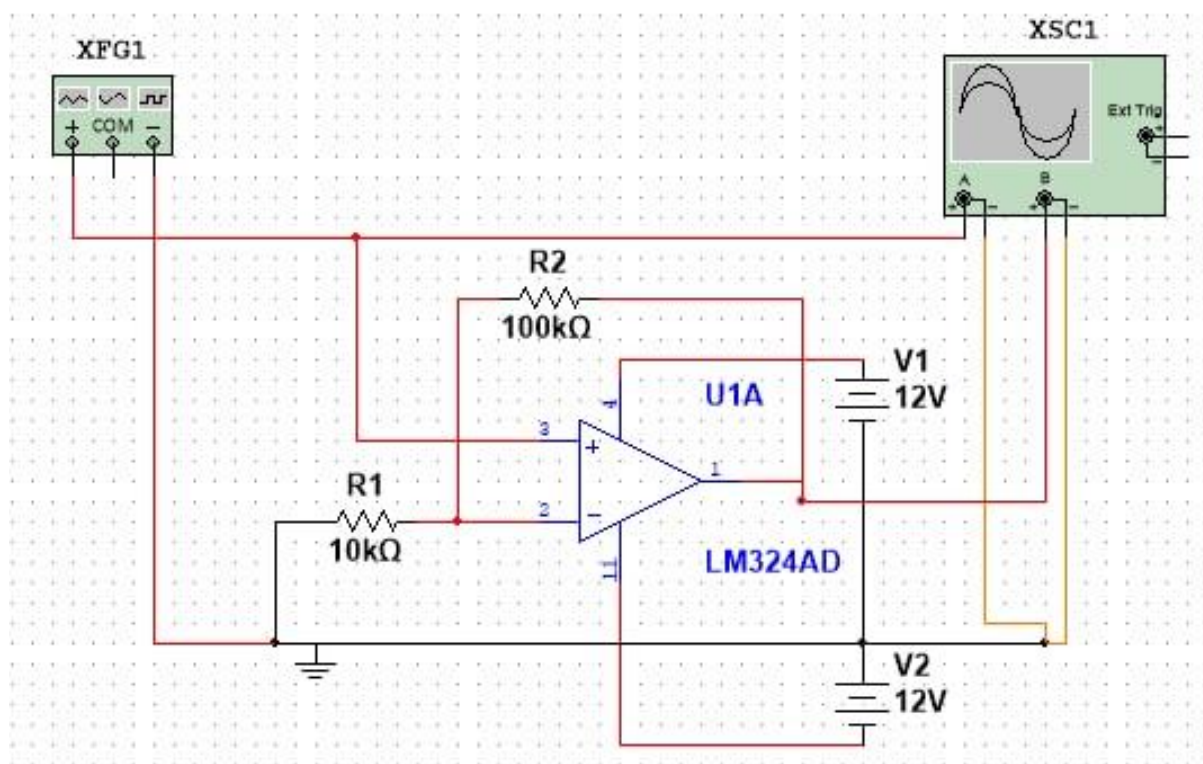 XFG1
+ COM −
XSC1
Ext Trig
+
−
A
B
+ − + −
R2
100kΩ
V1
12V
U1A
4
3
+
1
R1
10kΩ
2
−
LM324AD
11
V2
12V